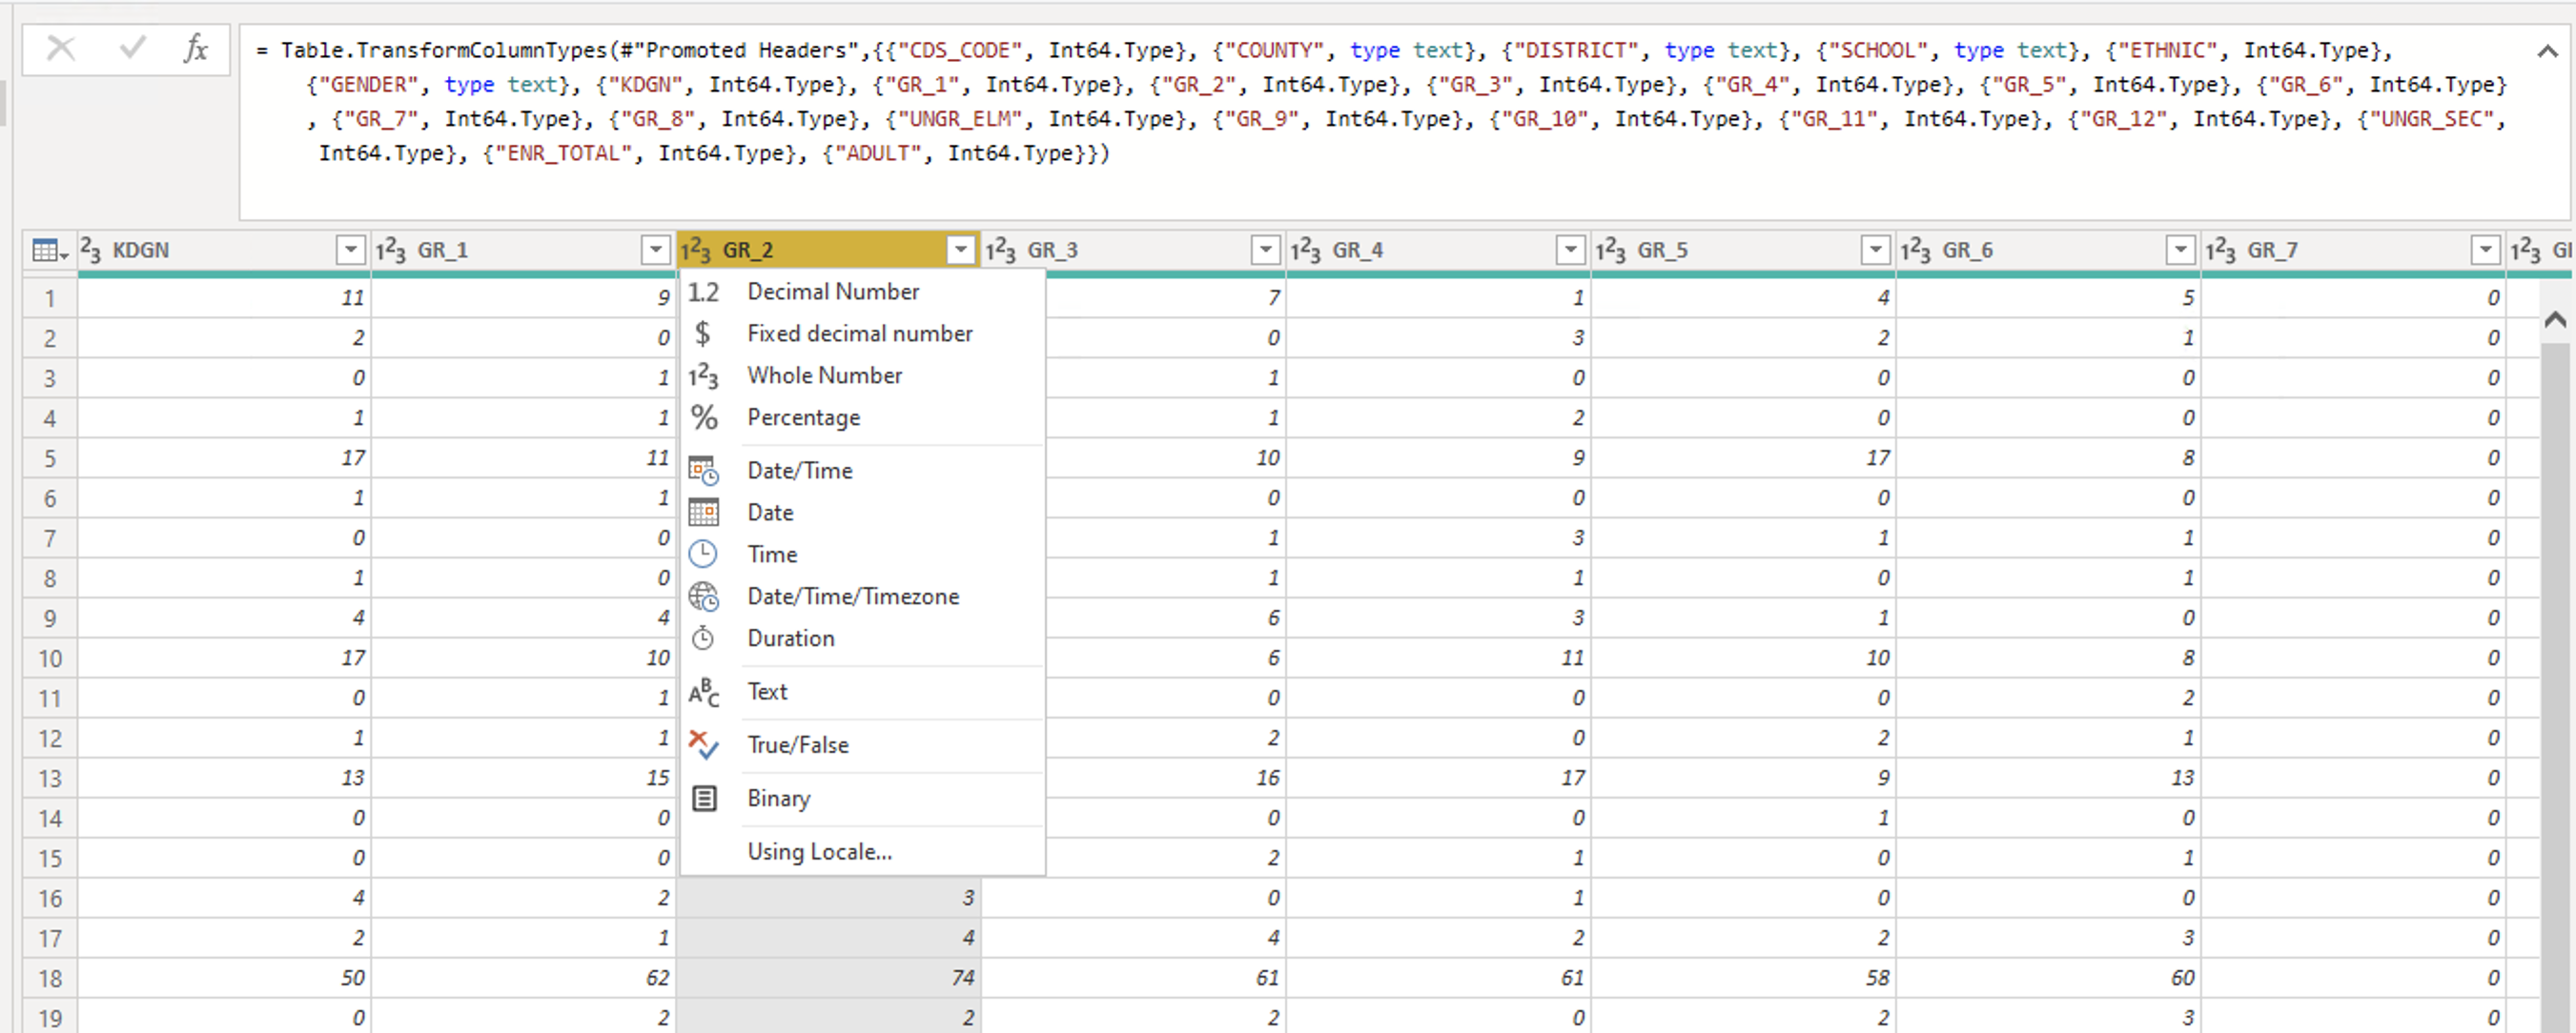 fx
= Table.TransformColumnTypes(#"Promoted Headers",{{"CDS_CODE", Int64.Type}, {"COUNTY", type text}, {"DISTRICT", type text}, {"SCHOOL", type text}, {"ETHNIC", Int64.Type},
{"GENDER", type text}, {"KDGN", Int64.Type}, {"GR_1", Int64.Type}, {"GR_2", Int64.Type}, {"GR_3", Int64.Type}, {"GR_4", Int64.Type}, {"GR_5", Int64.Type}, {"GR_6", Int64.Type}
, {"GR_7", Int64.Type}, {"GR_8", Int64.Type}, {"UNGR_ELM", Int64.Type}, {"GR_9", Int64.Type}, {"GR_10", Int64.Type}, {"GR_11", Int64.Type}, {"GR_12", Int64.Type}, {"UNGR_SEC",
Int64.Type}, {"ENR_TOTAL", Int64.Type}, {"ADULT", Int64.Type}})
23 KDGN 123 GR_1 123 GR_2 123 GR_3 123 GR_4 123 GR_5 123 GR_6 123 GR_7 123
1 11 9 7 1 4 5 0
2 2 0 0 3 2 1 0
3 0 1 1 0 0 0 0
4 1 1 1 2 0 0 0
5 17 11 10 9 17 8 0
6 1 1 0 0 0 0 0
7 0 0 1 3 1 1 0
8 1 0 1 1 0 1 0
9 4 4 6 3 1 0 0
10 17 10 6 11 10 8 0
11 0 1 0 0 0 2 0
12 1 1 2 0 2 1 0
13 13 15 16 17 9 13 0
14 0 0 0 0 1 0 0
15 0 0 2 1 0 1 0
16 4 2 3 0 1 0 0 0
17 2 1 4 4 2 2 3 0
18 50 62 74 61 61 58 60 0
19 0 2 2 2 0 2 3 0
1.2 Decimal Number
$ Fixed decimal number
123 Whole Number
% Percentage
Date/Time
Date
Time
Date/Time/Timezone
Duration
ABC Text
True/False
Binary
Using Locale...